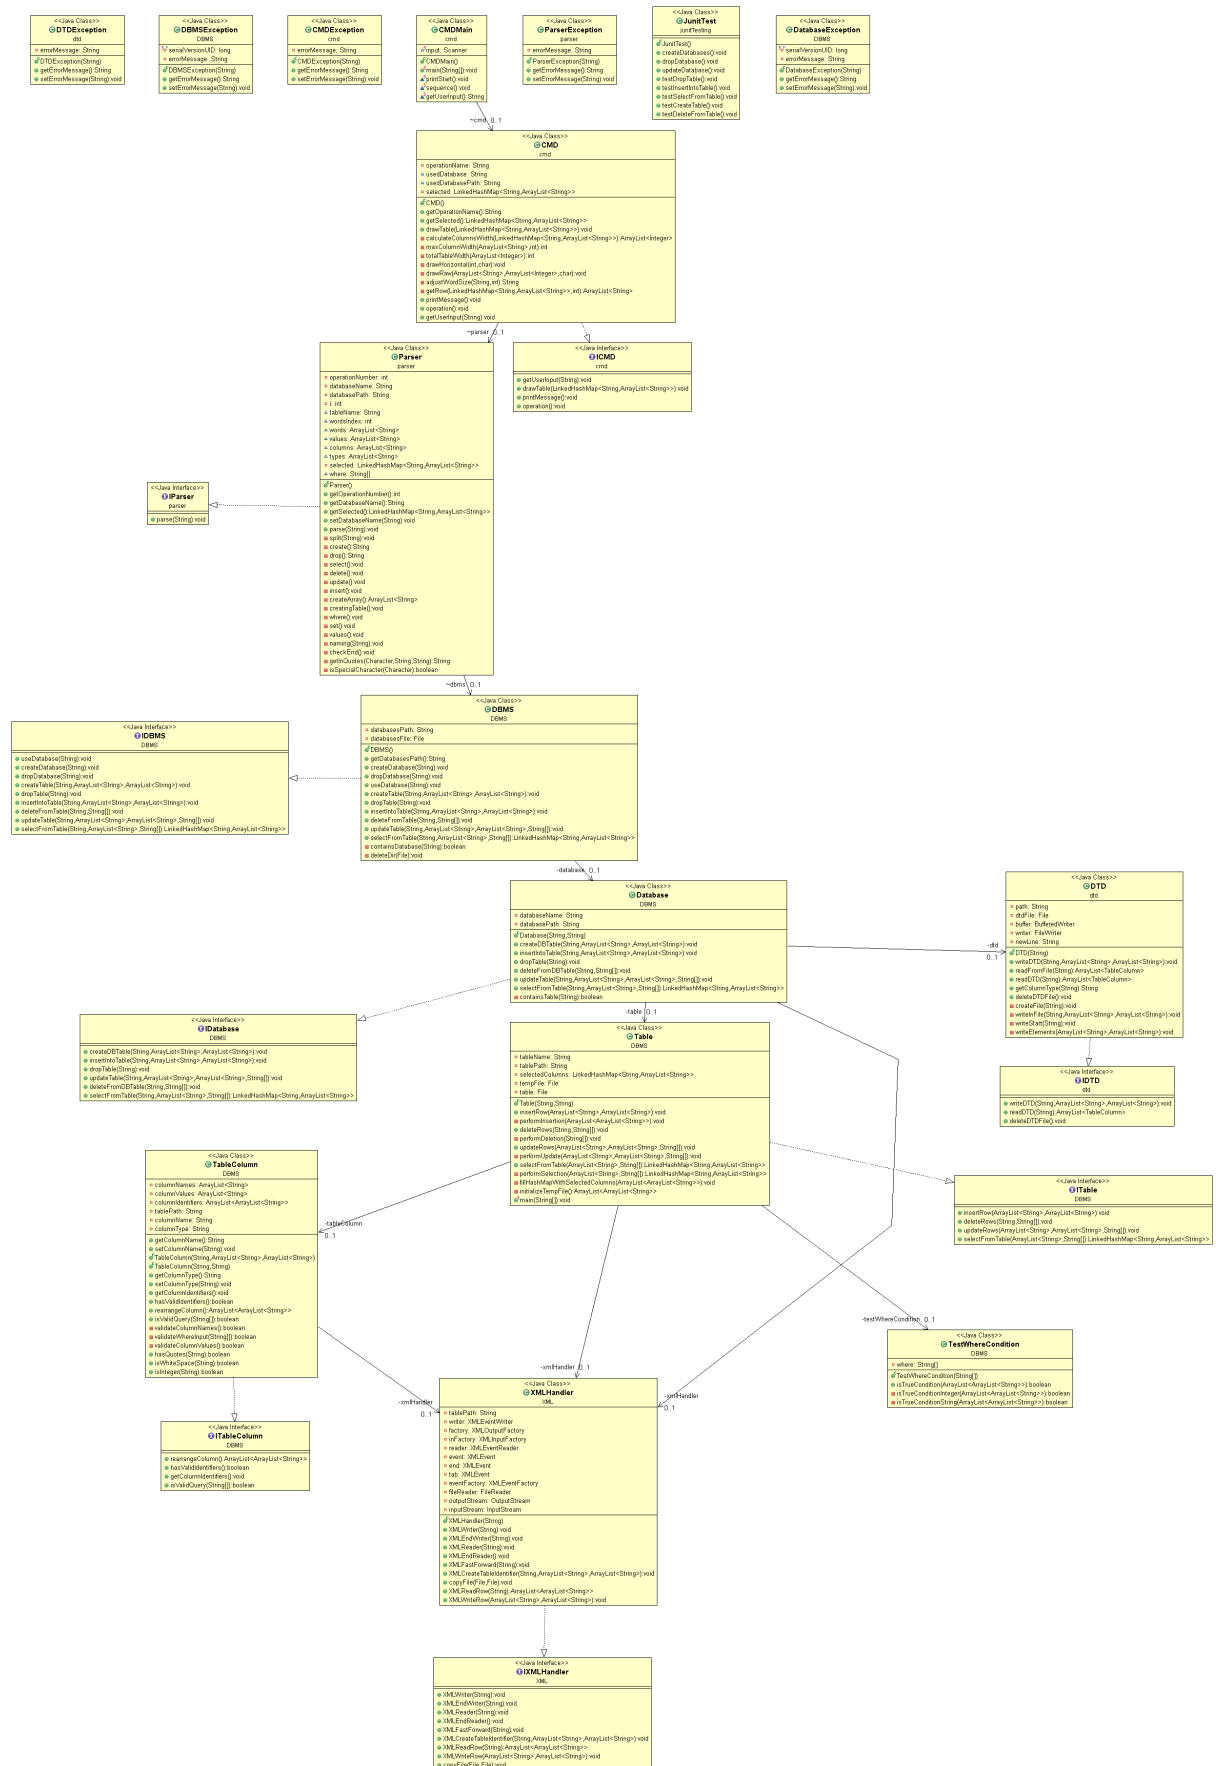 <<Java Class>>
DTDException
dtd
errorMessage: String
DTDException(String)
getErrorMessage():String
setErrorMessage(String):void
<<Java Class>>
DBMSException
DBMS
serialVersionUID: long
errorMessage: String
DBMSException(String)
getErrorMessage():String
setErrorMessage(String):void
<<Java Class>>
CMDException
cmd
errorMessage: String
CMDException(String)
getErrorMessage():String
setErrorMessage(String):void
<<Java Class>>
CMDMain
cmd
input: Scanner
CMDMain()
main(String[]):void
printStart():void
sequence():void
getUserInput():String
<<Java Class>>
ParserException
parser
errorMessage: String
ParserException(String)
getErrorMessage():String
setErrorMessage(String):void
<<Java Class>>
JunitTest
junitTesting
JunitTest()
createDatabases():void
dropDatabase():void
updateDatabase():void
testDropTable():void
testInsertIntoTable():void
testSelectFromTable():void
testCreateTable():void
testDeleteFromTable():void
<<Java Class>>
DatabaseException
DBMS
serialVersionUID: long
errorMessage: String
DatabaseException(String)
getErrorMessage():String
setErrorMessage(String):void
~cmd 0..1
<<Java Class>>
CMD
cmd
operationName: String
usedDatabase: String
usedDatabasePath: String
selected: LinkedHashMap<String,ArrayList<String>>
CMD()
getOperationName():String
getSelected():LinkedHashMap<String,ArrayList<String>>
drawTable(LinkedHashMap<String,ArrayList<String>>):void
calculateColumnsWidth(LinkedHashMap<String,ArrayList<String>>):ArrayList<Integer>
maxColumnWidth(ArrayList<String>,int):int
totalTableWidth(ArrayList<Integer>):int
drawHorizontal(int,char):void
drawRaw(ArrayList<String>,ArrayList<Integer>,char):void
adjustWordSize(String,int):String
getRow(LinkedHashMap<String,ArrayList<String>>,int):ArrayList<String>
printMessage():void
operation():void
getUserInput(String):void
~parser 0..1
<<Java Class>>
Parser
parser
operationNumber: int
databaseName: String
databasePath: String
i: int
tableName: String
wordsIndex: int
words: ArrayList<String>
values: ArrayList<String>
columns: ArrayList<String>
types: ArrayList<String>
selected: LinkedHashMap<String,ArrayList<String>>
where: String[]
Parser()
getOperationNumber():int
getDatabaseName():String
getSelected():LinkedHashMap<String,ArrayList<String>>
setDatabaseName(String):void
parse(String):void
split(String):void
create():String
drop():String
select():void
delete():void
update():void
insert():void
createArray():ArrayList<String>
creatingTable():void
where():void
set():void
values():void
naming(String):void
checkEnd():void
getInQuotes(Character,String,String):String
isSpecialCharacter(Character):boolean
<<Java Interface>>
ICMD
cmd
getUserInput(String):void
drawTable(LinkedHashMap<String,ArrayList<String>>):void
printMessage():void
operation():void
<<Java Interface>>
IParser
parser
parse(String):void
~dbms 0..1
<<Java Class>>
DBMS
DBMS
databasesPath: String
databasesFile: File
DBMS()
getDatabasesPath():String
createDatabase(String):void
dropDatabase(String):void
useDatabase(String):void
createTable(String,ArrayList<String>,ArrayList<String>):void
dropTable(String):void
insertIntoTable(String,ArrayList<String>,ArrayList<String>):void
deleteFromTable(String,String[]):void
updateTable(String,ArrayList<String>,ArrayList<String>,String[]):void
selectFromTable(String,ArrayList<String>,String[]):LinkedHashMap<String,ArrayList<String>>
containsDatabase(String):boolean
deleteDir(File):void
<<Java Interface>>
IDBMS
DBMS
useDatabase(String):void
createDatabase(String):void
dropDatabase(String):void
createTable(String,ArrayList<String>,ArrayList<String>):void
dropTable(String):void
insertIntoTable(String,ArrayList<String>,ArrayList<String>):void
deleteFromTable(String,String[]):void
updateTable(String,ArrayList<String>,ArrayList<String>,String[]):void
selectFromTable(String,ArrayList<String>,String[]):LinkedHashMap<String,ArrayList<String>>
-database 0..1
<<Java Class>>
Database
DBMS
databaseName: String
databasePath: String
Database(String,String)
createDBTable(String,ArrayList<String>,ArrayList<String>):void
insertIntoTable(String,ArrayList<String>,ArrayList<String>):void
dropTable(String):void
deleteFromDBTable(String,String[]):void
updateTable(String,ArrayList<String>,ArrayList<String>,String[]):void
selectFromTable(String,ArrayList<String>,String[]):LinkedHashMap<String,ArrayList<String>>
containsTable(String):boolean
-dtd
0..1
<<Java Class>>
DTD
dtd
path: String
dtdFile: File
buffer: BufferedWriter
writer: FileWriter
newLine: String
DTD(String)
writeDTD(String,ArrayList<String>,ArrayList<String>):void
readFromFile(String):ArrayList<TableColumn>
readDTD(String):ArrayList<TableColumn>
getColumnType(String):String
deleteDTDFile():void
createFile(String):void
writeInFile(String,ArrayList<String>,ArrayList<String>):void
writeStart(String):void
writeElements(ArrayList<String>,ArrayList<String>):void
<<Java Interface>>
IDatabase
DBMS
createDBTable(String,ArrayList<String>,ArrayList<String>):void
insertIntoTable(String,ArrayList<String>,ArrayList<String>):void
dropTable(String):void
updateTable(String,ArrayList<String>,ArrayList<String>,String[]):void
deleteFromDBTable(String,String[]):void
selectFromTable(String,ArrayList<String>,String[]):LinkedHashMap<String,ArrayList<String>>
-table 0..1
<<Java Class>>
Table
DBMS
tableName: String
tablePath: String
selectedColumns: LinkedHashMap<String,ArrayList<String>>
tempFile: File
table: File
Table(String,String)
insertRow(ArrayList<String>,ArrayList<String>):void
performInsertion(ArrayList<ArrayList<String>>):void
deleteRows(String,String[]):void
performDeletion(String[]):void
updateRows(ArrayList<String>,ArrayList<String>,String[]):void
performUpdate(ArrayList<String>,ArrayList<String>,String[]):void
selectFromTable(ArrayList<String>,String[]):LinkedHashMap<String,ArrayList<String>>
performSelection(ArrayList<String>,String[]):LinkedHashMap<String,ArrayList<String>>
fillHashMapWithSelectedColumns(ArrayList<ArrayList<String>>):void
initializeTempFile():ArrayList<ArrayList<String>>
main(String[]):void
<<Java Interface>>
IDTD
dtd
writeDTD(String,ArrayList<String>,ArrayList<String>):void
readDTD(String):ArrayList<TableColumn>
deleteDTDFile():void
<<Java Class>>
TableColumn
DBMS
columnNames: ArrayList<String>
columnValues: ArrayList<String>
columnIdentifiers: ArrayList<ArrayList<String>>
tablePath: String
columnName: String
columnType: String
getColumnName():String
setColumnName(String):void
TableColumn(String,ArrayList<String>,ArrayList<String>)
TableColumn(String,String)
getColumnType():String
setColumnType(String):void
getColumnIdentifiers():void
hasValidIdentifiers():boolean
rearrangeColumn():ArrayList<ArrayList<String>>
isValidQuery(String[]):boolean
validateColumnNames():boolean
validateWhereInput(String[]):boolean
validateColumnValues():boolean
hasQuotes(String):boolean
isWhiteSpace(String):boolean
isInteger(String):boolean
-tableColumn
0..1
<<Java Interface>>
ITable
DBMS
insertRow(ArrayList<String>,ArrayList<String>):void
deleteRows(String,String[]):void
updateRows(ArrayList<String>,ArrayList<String>,String[]):void
selectFromTable(ArrayList<String>,String[]):LinkedHashMap<String,ArrayList<String>>
-testWhereCondition 0..1
<<Java Class>>
TestWhereCondition
DBMS
where: String[]
TestWhereCondition(String[])
isTrueCondition(ArrayList<ArrayList<String>>):boolean
isTrueConditionInteger(ArrayList<ArrayList<String>>):boolean
isTrueConditionString(ArrayList<ArrayList<String>>):boolean
-xmlHandler 0..1
-xmlHandler
0..1
-xmlHandler
0..1
<<Java Class>>
XMLHandler
XML
tablePath: String
writer: XMLEventWriter
factory: XMLOutputFactory
inFactory: XMLInputFactory
reader: XMLEventReader
event: XMLEvent
end: XMLEvent
tab: XMLEvent
eventFactory: XMLEventFactory
fileReader: FileReader
outputStream: OutputStream
inputStream: InputStream
XMLHandler(String)
XMLWriter(String):void
XMLEndWriter(String):void
XMLReader(String):void
XMLEndReader():void
XMLFastForward(String):void
XMLCreateTableIdentifier(String,ArrayList<String>,ArrayList<String>):void
copyFile(File,File):void
XMLReadRow(String):ArrayList<ArrayList<String>>
XMLWriteRow(ArrayList<String>,ArrayList<String>):void
<<Java Interface>>
ITableColumn
DBMS
rearrangeColumn():ArrayList<ArrayList<String>>
hasValidIdentifiers():boolean
getColumnIdentifiers():void
isValidQuery(String[]):boolean
<<Java Interface>>
IXMLHandler
XML
XMLWriter(String):void
XMLEndWriter(String):void
XMLReader(String):void
XMLEndReader():void
XMLFastForward(String):void
XMLCreateTableIdentifier(String,ArrayList<String>,ArrayList<String>):void
XMLReadRow(String):ArrayList<ArrayList<String>>
XMLWriteRow(ArrayList<String>,ArrayList<String>):void
copyFile(File,File):void